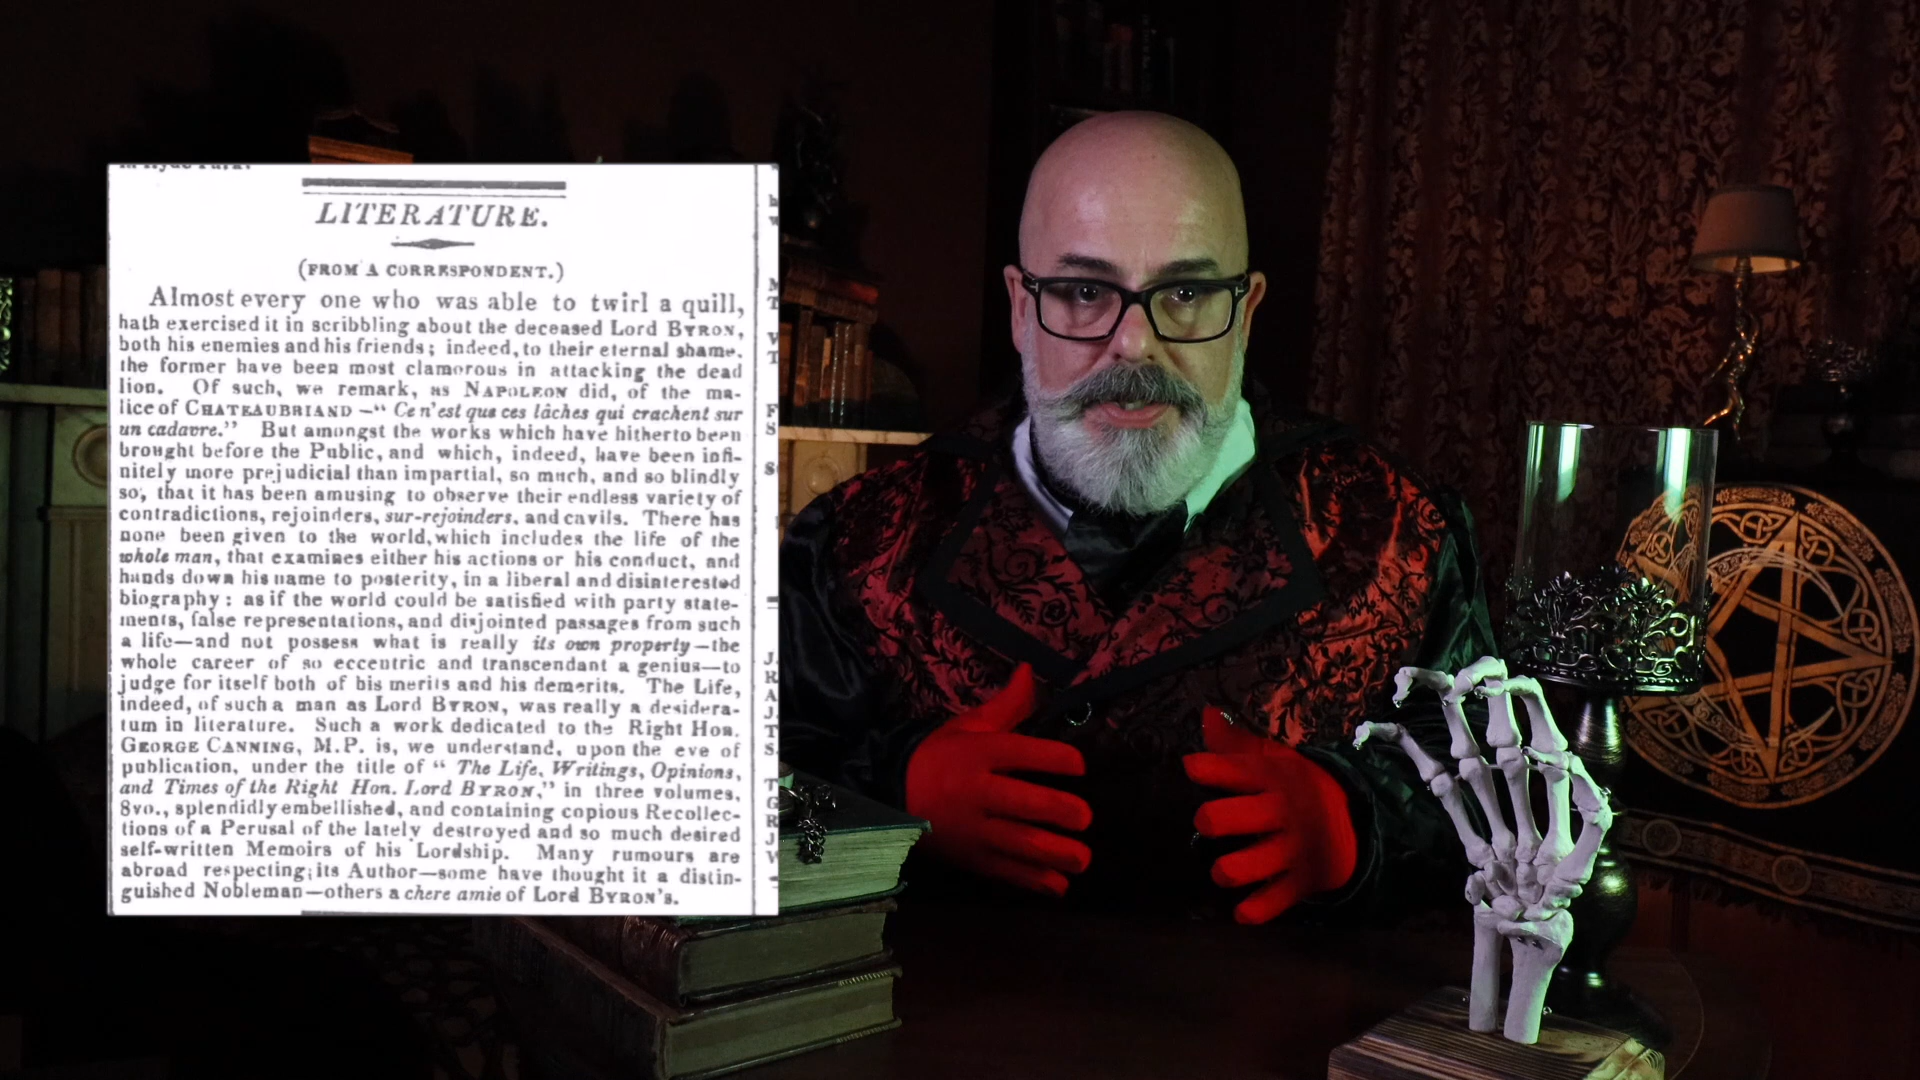 LITERATURE.
(FROM A CORRESPONDENT.)
Almost every one who was able to twirl a quill,
hath exercised it in scribbling about the deceased Lord BYRON,
both his enemies and his friends; indeed, to their eternal shame,
the former have been most clamorous in attacking the dead
lion. Of such, we remark, as NAPOLEON did, of the ma-
lice of CHATEAUBRIAND—“Ce n'est que ces lâches qui crachent sur
un cadavre.” But amongst the works which have hitherto been
brought before the Public, and which, indeed, have been infi-
nitely more prejudicial than impartial, so much, and so blindly
so, that it has been amusing to observe their endless variety of
contradictions, rejoinders, sur-rejoinders, and cavils. There has
none been given to the world, which includes the life of the
whole man, that examines either his actions or his conduct, and
hands down his name to posterity, in a liberal and disinterested
biography: as if the world could be satisfied with party state-
ments, false representations, and disjointed passages from such
a life—and not possess what is really its own property—the
whole career of so eccentric and transcendant a genius—to
judge for itself both of his merits and his demerits. The Life,
indeed, of such a man as Lord BYRON, was really a desidera-
tum in literature. Such a work dedicated to the Right Hon.
GEORGE CANNING, M.P. is, we understand, upon the eve of
publication, under the title of “The Life, Writings, Opinions,
and Times of the Right Hon. Lord BYRON,” in three volumes,
8vo., splendidly embellished, and containing copious Recollec-
tions of a Perusal of the lately destroyed and so much desired
self-written Memoirs of his Lordship. Many rumours are
abroad respecting its Author—some have thought it a distin-
guished Nobleman—others a chere amie of Lord BYRON's.